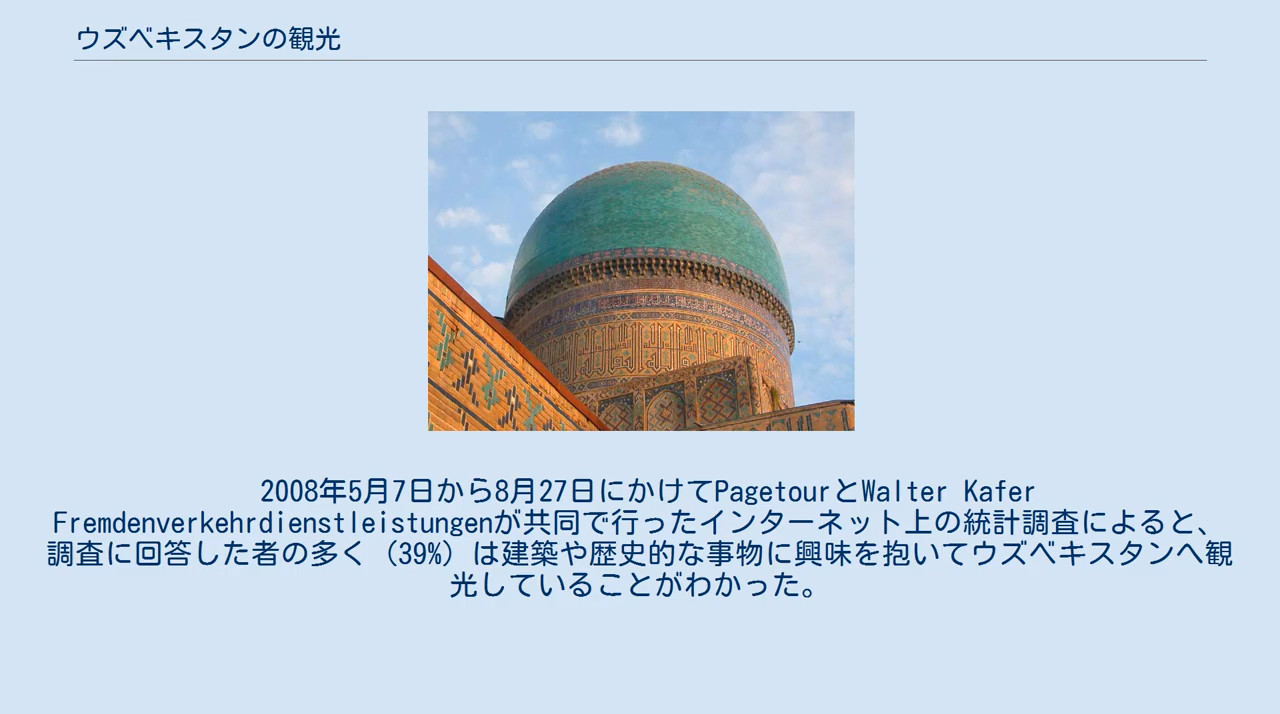 ウズベキスタンの観光
2008年5月7日から8月27日にかけてPagetourとWalter Kafer
Fremdenverkehrdienstleistungenが共同で行ったインターネット上の統計調査によると、
調査に回答した者の多く（39%）は建築や歴史的な事物に興味を抱いてウズベキスタンへ観
光していることがわかった。